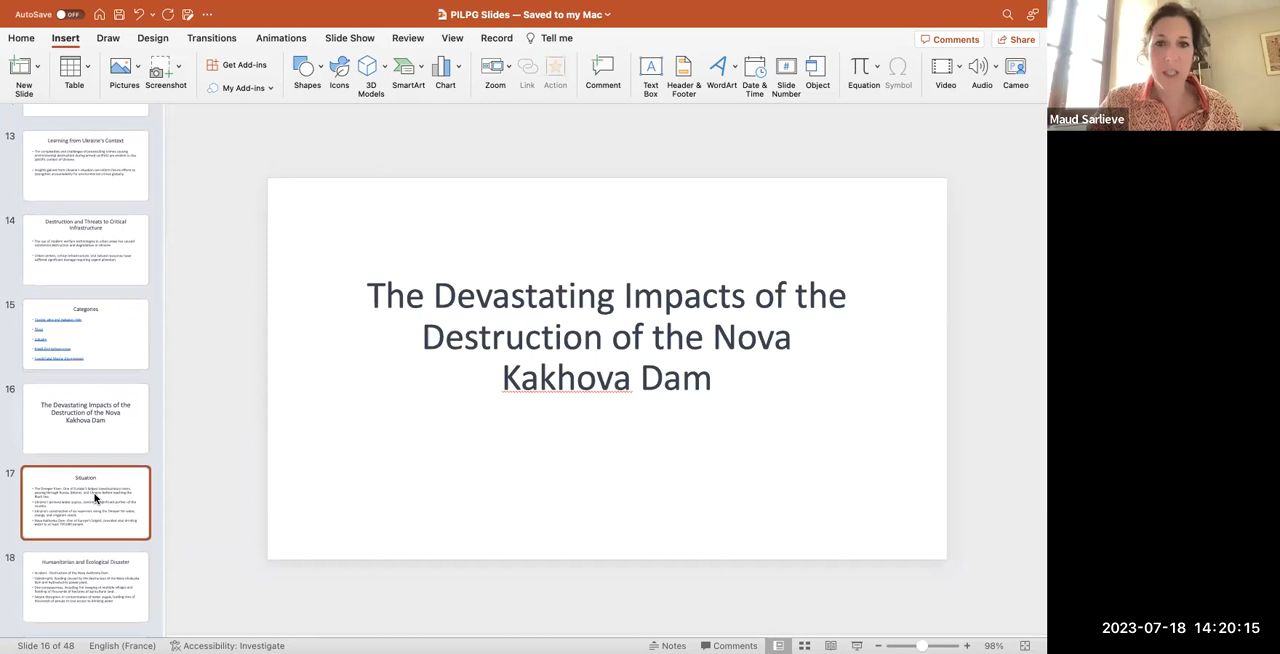 AutoSave OFF
PILPG Slides — Saved to my Mac
Home Insert Draw Design Transitions Animations Slide Show Review View Record Tell me
Comments Share
New Slide
Table
Pictures
Screenshot
Get Add-ins
My Add-ins
Shapes
Icons
3D Models
SmartArt
Chart
Zoom
Link
Action
Comment
Text Box
Header & Footer
WordArt
Date & Time
Slide Number
Object
Equation
Symbol
Video
Audio
Cameo
Maud Sarlieve
13
Learning from Ukraine's Context
14
Destruction and Threats to Critical
Infrastructure
15
Categories
16
The Devastating Impacts of the
Destruction of the Nova
Kakhova Dam
17
Situation
18
Humanitarian and Ecological Disaster
The Devastating Impacts of the
Destruction of the Nova
Kakhova Dam
Slide 16 of 48 English (France) Accessibility: Investigate
Notes Comments 98%
2023-07-18 14:20:15